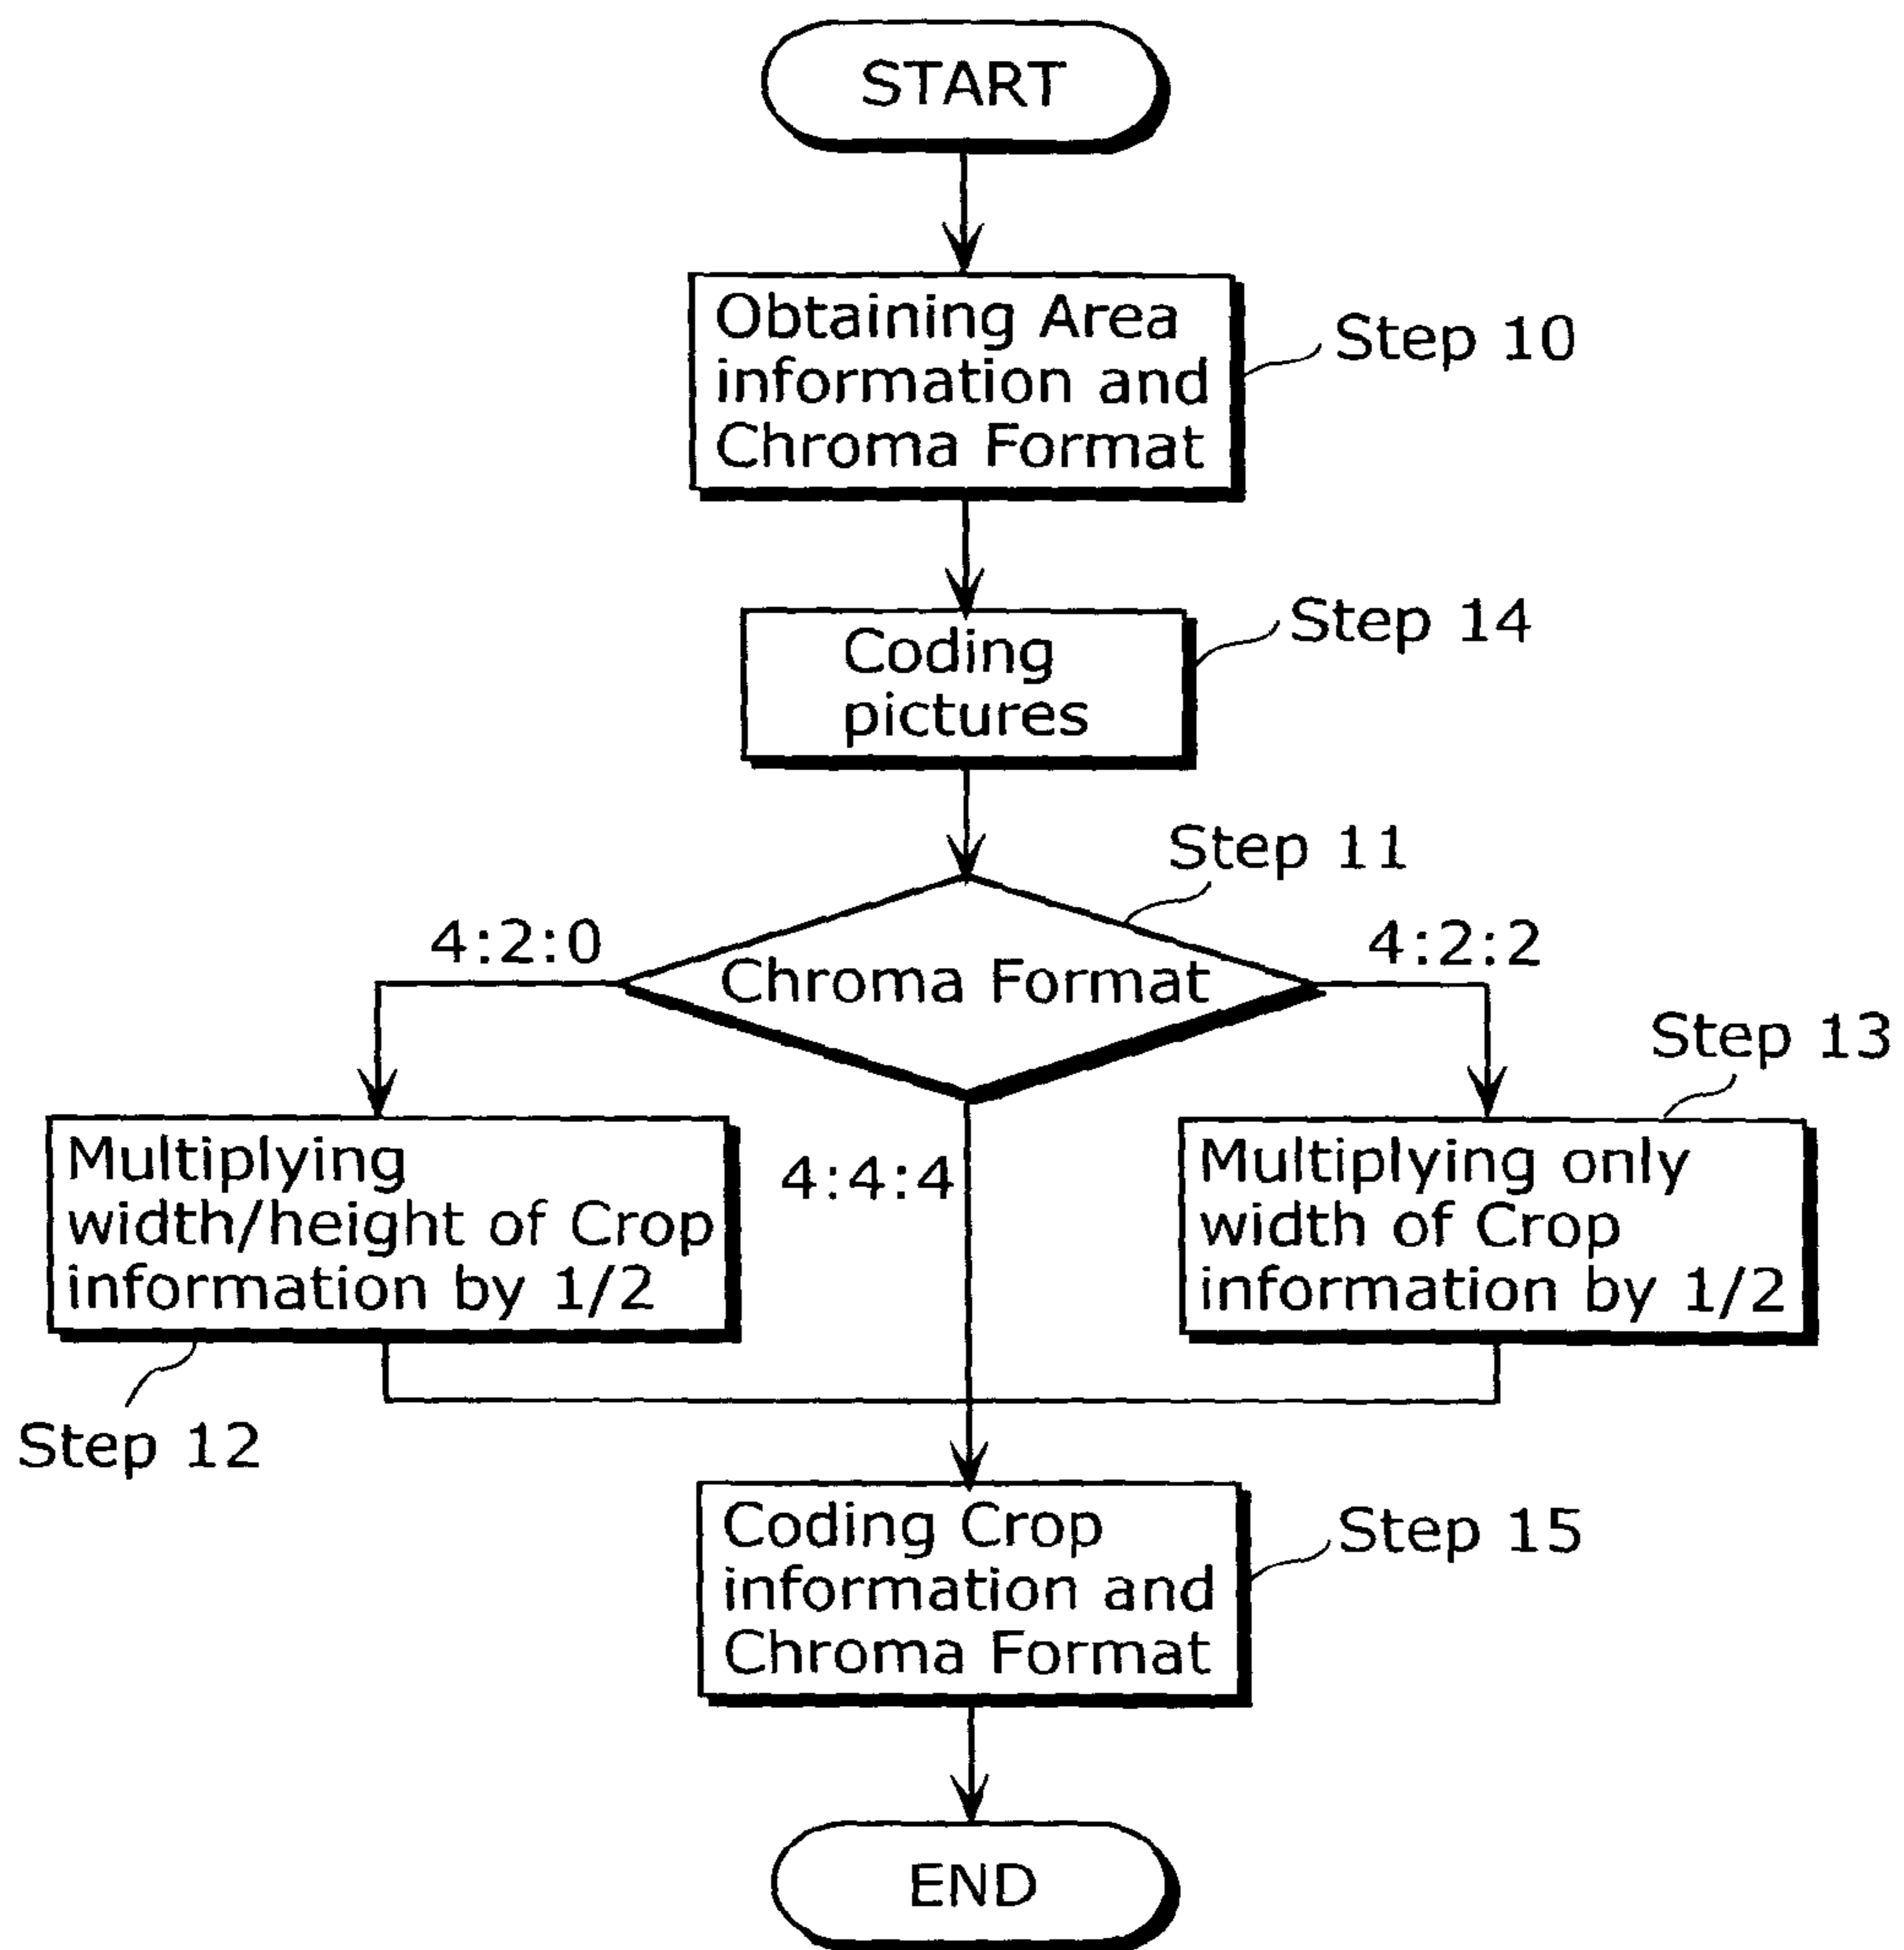 START
Obtaining Area
information and
Chroma Format
Step 10
Coding
pictures
Step 14
Step 11
4:2:0
Chroma Format
4:2:2
Step 13
Multiplying
width/height of Crop
information by 1/2
4:4:4
Multiplying only
width of Crop
information by 1/2
Step 12
Coding Crop
information and
Chroma Format
Step 15
END